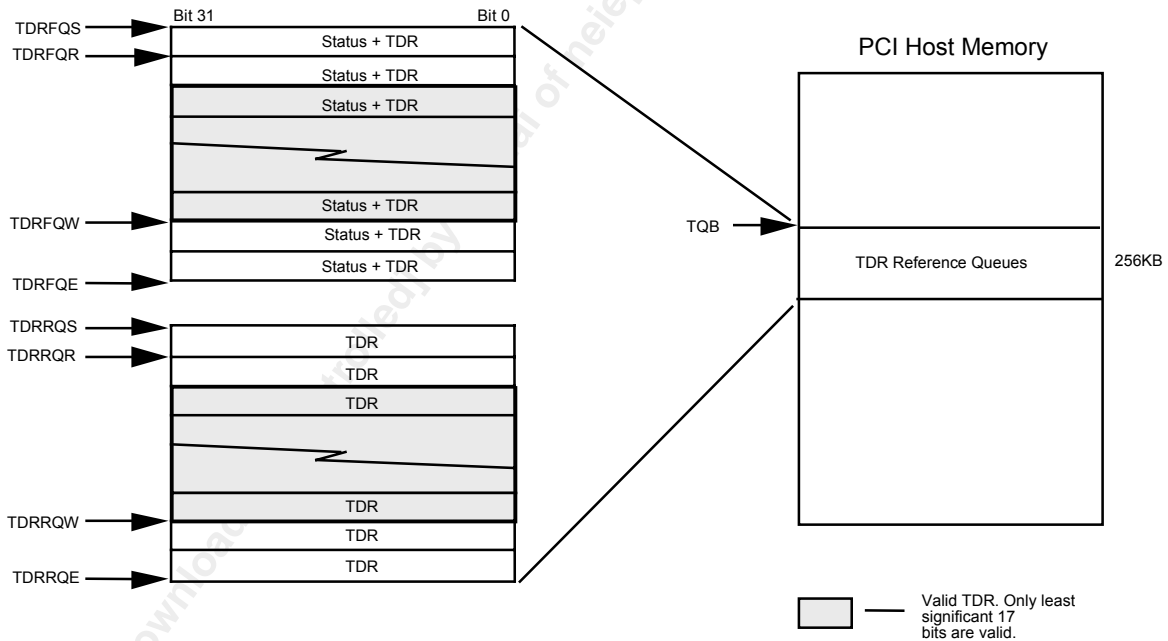 Bit 31 Bit 0
TDRFQS
Status + TDR
TDRFQR
Status + TDR
Status + TDR
Status + TDR
TDRFQW
Status + TDR
Status + TDR
TDRFQE
TDRRQS
TDR
TDRRQR
TDR
TDR
TDR
TDRRQW
TDR
TDR
TDRRQE
PCI Host Memory
TQB
TDR Reference Queues
256KB
Valid TDR. Only least
significant 17
bits are valid.